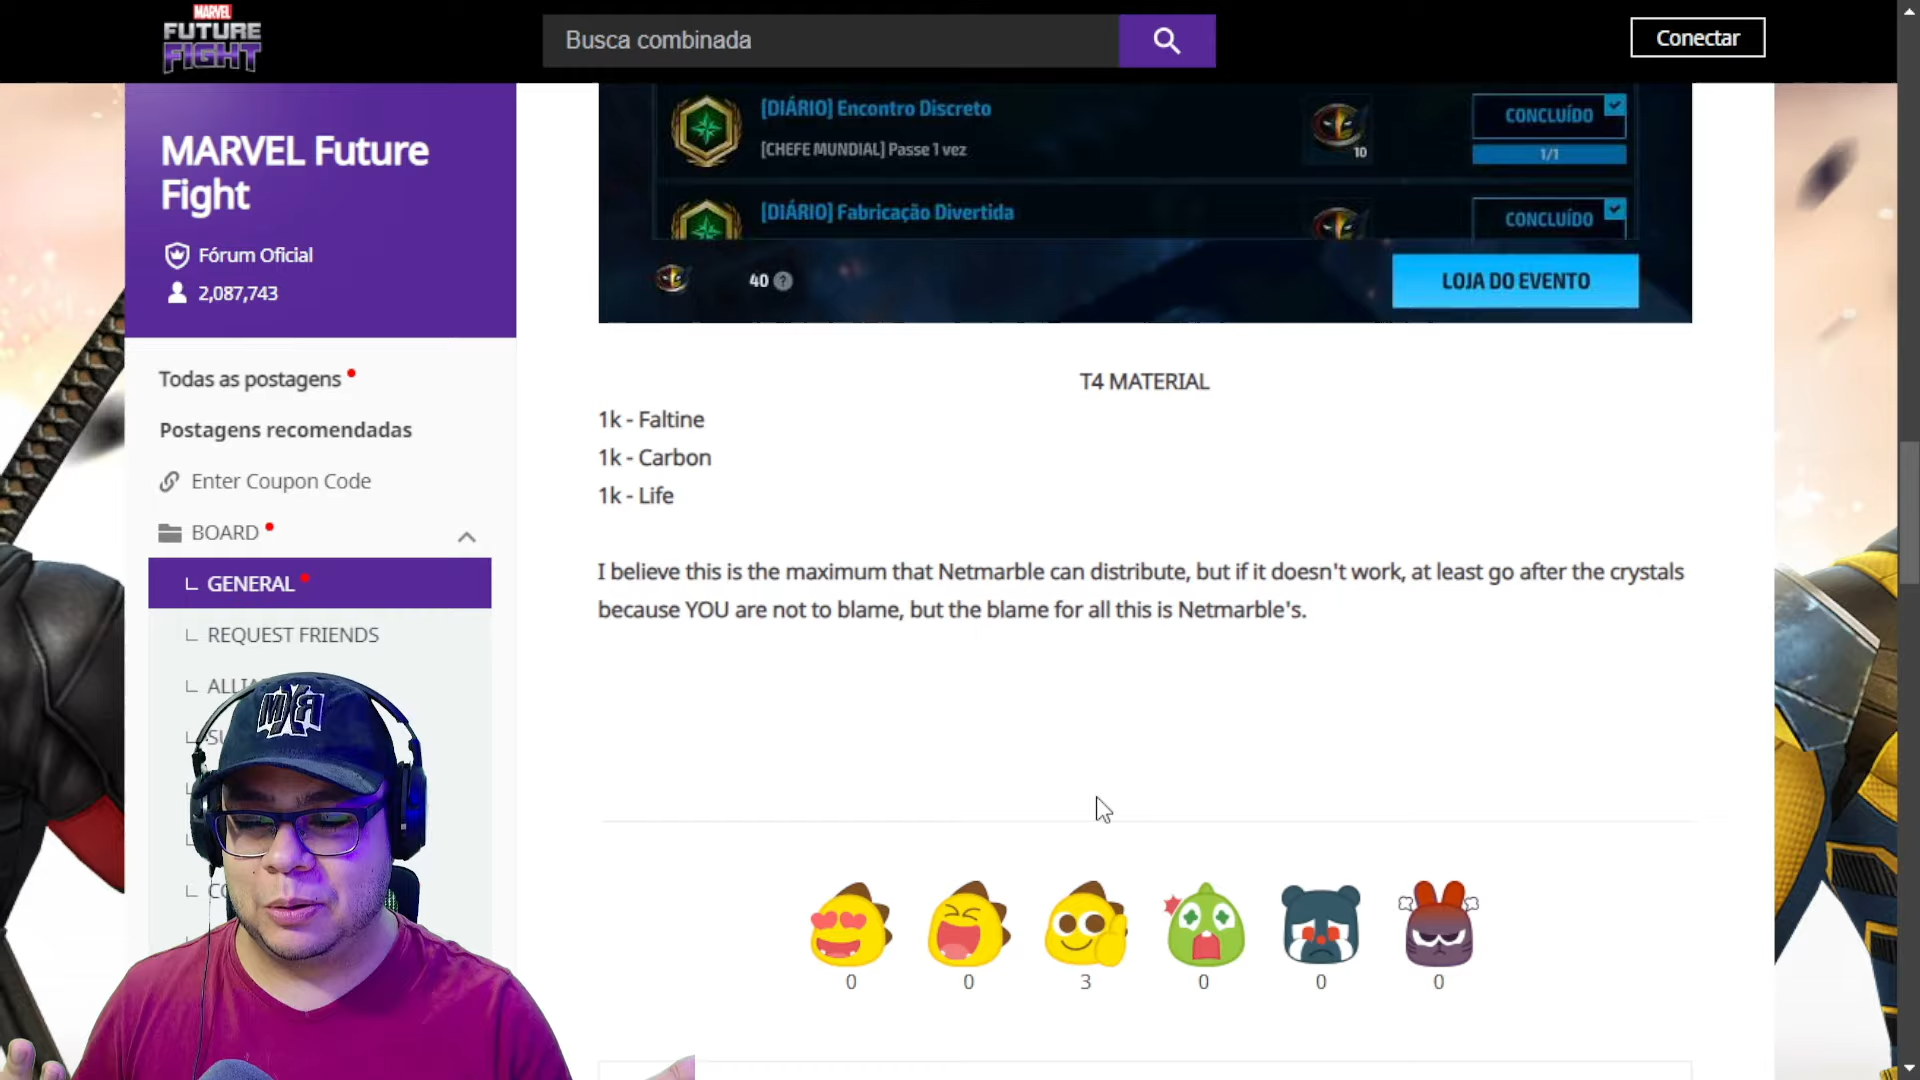 MARVEL
FUTURE
FIGHT
Busca combinada
Conectar
MARVEL Future
Fight
Fórum Oficial
2,087,743
Todas as postagens
Postagens recomendadas
Enter Coupon Code
BOARD
GENERAL
REQUEST FRIENDS
[DIÁRIO] Encontro Discreto
[CHEFE MUNDIAL] Passe 1 vez
10
CONCLUÍDO
1/1
[DIÁRIO] Fabricação Divertida
CONCLUÍDO
40
?
LOJA DO EVENTO
T4 MATERIAL
1k - Faltine
1k - Carbon
1k - Life
I believe this is the maximum that Netmarble can distribute, but if it doesn't work, at least go after the crystals
because YOU are not to blame, but the blame for all this is Netmarble's.
0
0
3
0
0
0